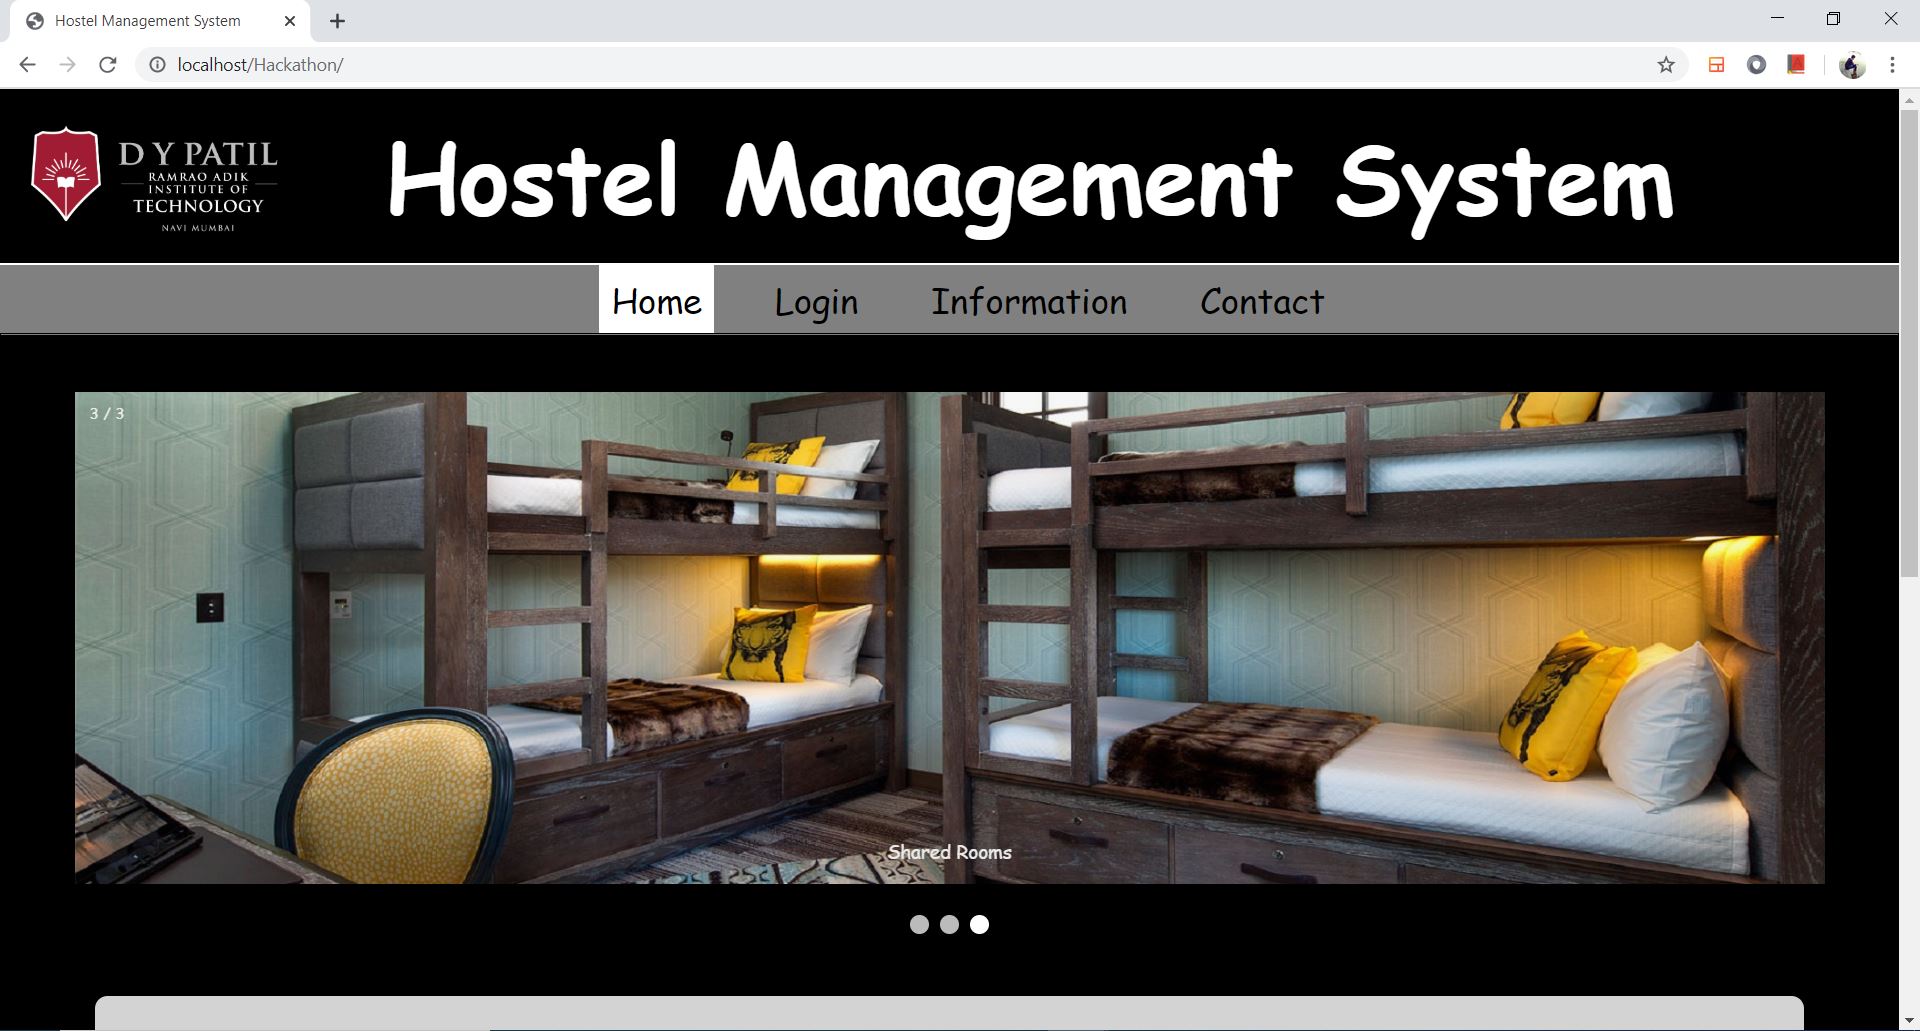 Hostel Management System
localhost/Hackathon/
D Y PATIL
RAMRAO ADIK
INSTITUTE OF
TECHNOLOGY
NAVI MUMBAI
Hostel Management System
Home Login Information Contact
3 / 3
Shared Rooms